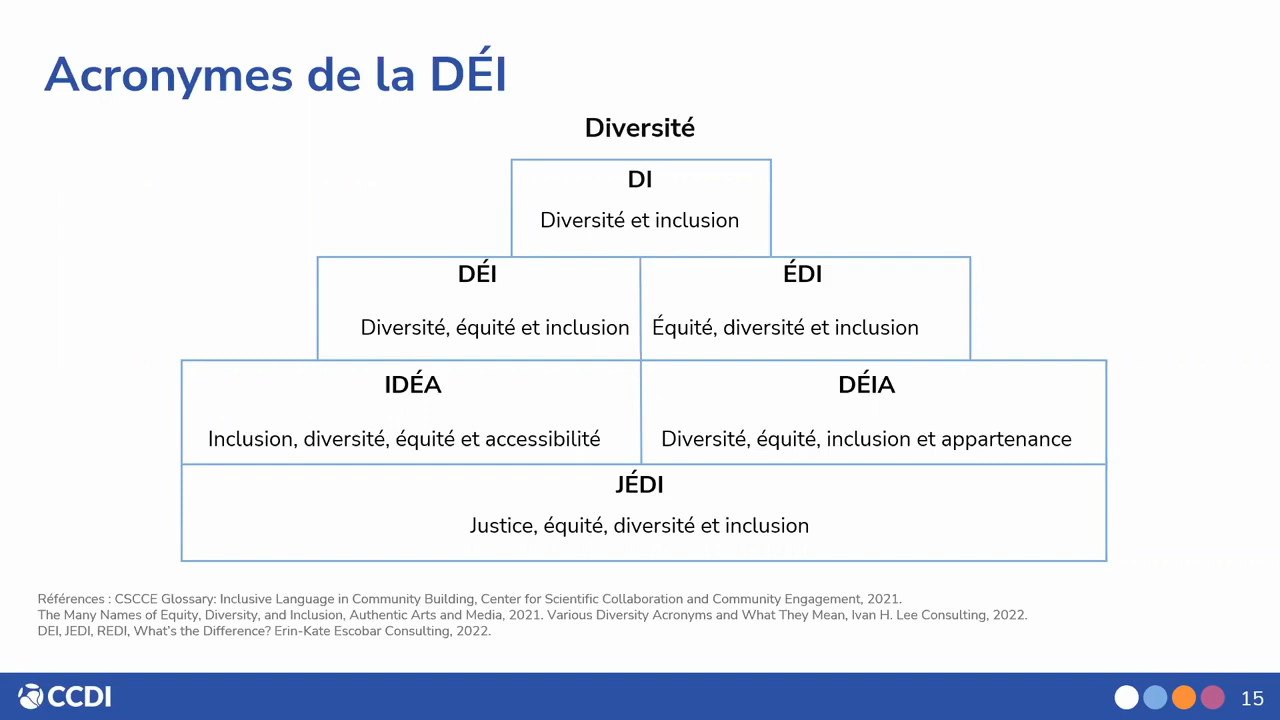 Acronymes de la DÉI
Diversité
DI
Diversité et inclusion
DÉI
Diversité, équité et inclusion
ÉDI
Équité, diversité et inclusion
IDÉA
Inclusion, diversité, équité et accessibilité
DÉIA
Diversité, équité, inclusion et appartenance
JÉDI
Justice, équité, diversité et inclusion
Références : CSCCE Glossary: Inclusive Language in Community Building, Center for Scientific Collaboration and Community Engagement, 2021.
The Many Names of Equity, Diversity, and Inclusion, Authentic Arts and Media, 2021. Various Diversity Acronyms and What They Mean, Ivan H. Lee Consulting, 2022.
DEI, JEDI, REDI, What's the Difference? Erin-Kate Escobar Consulting, 2022.
CCDI
15